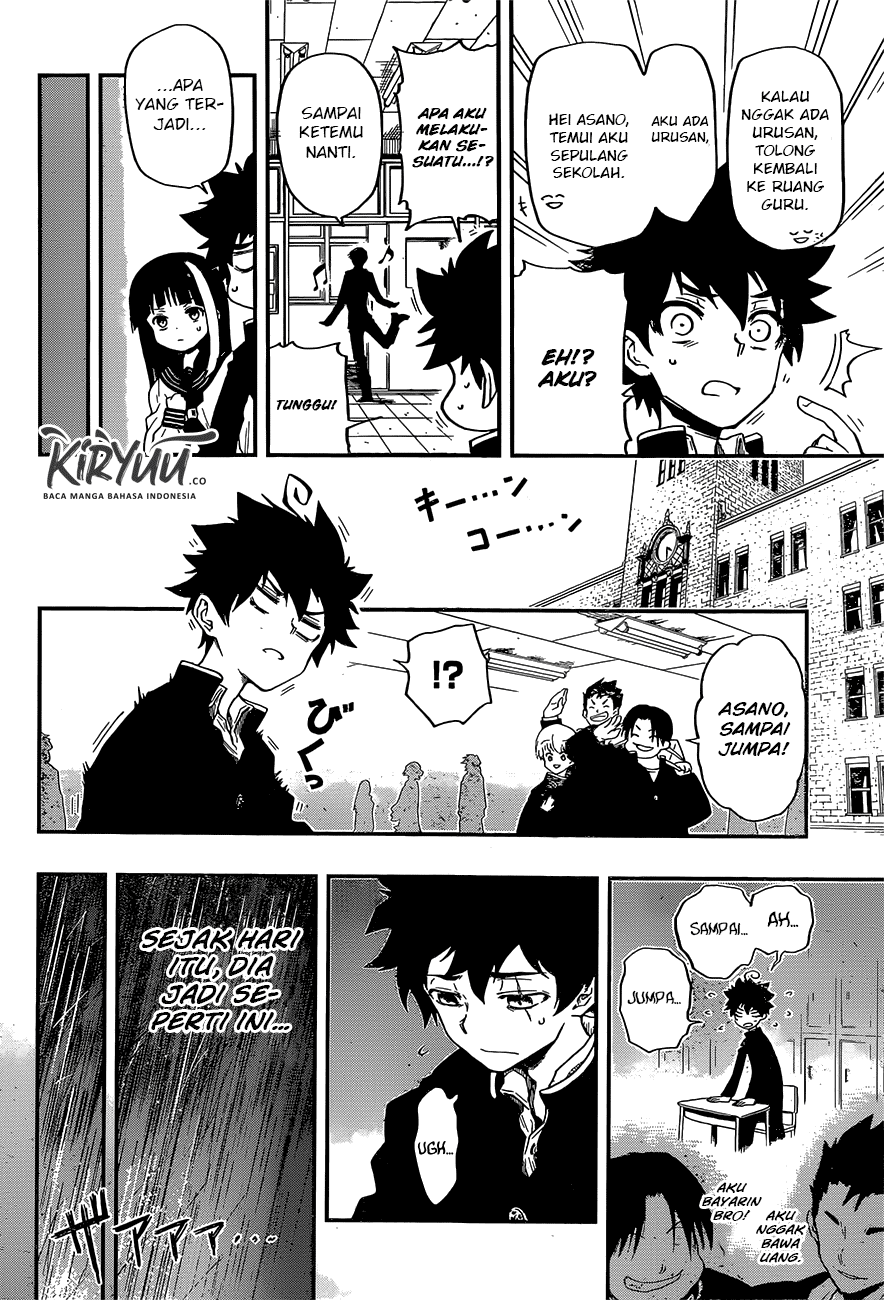 KALAU
NGGAK ADA
URUSAN,
TOLONG
KEMBALI
KE RUANG
GURU.
AKU ADA
URUSAN,
HEI ASANO,
TEMUI AKU
SEPULANG
SEKOLAH.
EH!?
AKU?
APA AKU
MELAKU-
KAN SE-
SUATU...!?
SAMPAI
KETEMU
NANTI.
TUNGGU!
...APA
YANG TER-
JADI...
KiRYUU.CO
BACA MANGA BAHASA INDONESIA
キー…ン
コー…ン
ASANO,
SAMPAI
JUMPA!
!?
びくっ
AH...
SAMPAI...
JUMPA...
AKU
BAYARIN
BRO!
AKU
NGGAK
BAWA
UANG.
UGH...
SEJAK HARI
ITU, DIA
JADI SE-
PERTI INI...
ザアアァ...